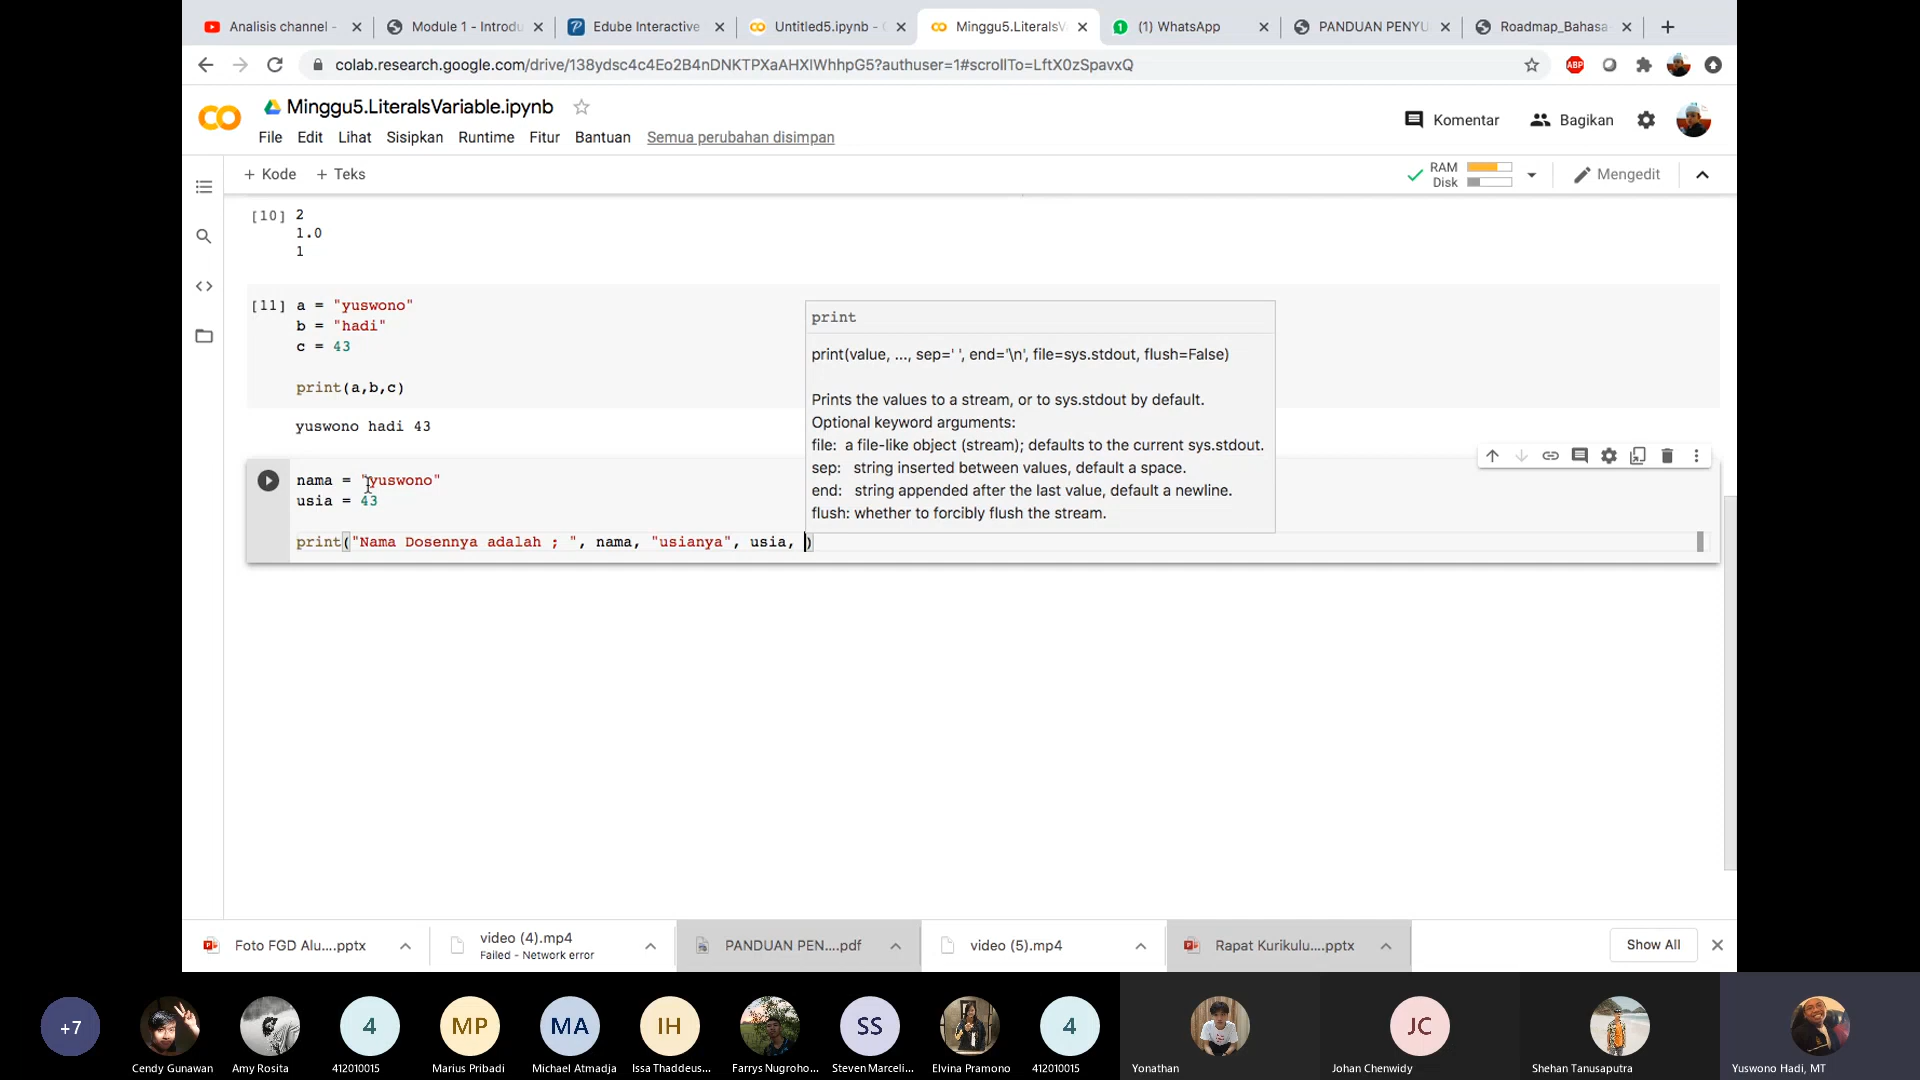 Analisis channel -
Module 1 - Introdu
Edube Interactive
Untitled5.ipynb -
Minggu5.LiteralsV
(1) WhatsApp
PANDUAN PENYU
Roadmap_Bahasa
colab.research.google.com/drive/138ydsc4c4Eo2B4nDNKTPXaAHXIWhhpG5?authuser=1#scrollTo=LftX0zSpavxQ
ABP
Minggu5.LiteralsVariable.ipynb
Komentar
Bagikan
File Edit Lihat Sisipkan Runtime Fitur Bantuan Semua perubahan disimpan
+ Kode + Teks
RAM
Disk
Mengedit
[10] 2
1.0
1
[11] a = "yuswono"
b = "hadi"
c = 43
print(a,b,c)
yuswono hadi 43
print
print(value, ..., sep=' ', end='\n', file=sys.stdout, flush=False)
Prints the values to a stream, or to sys.stdout by default.
Optional keyword arguments:
file: a file-like object (stream); defaults to the current sys.stdout.
sep: string inserted between values, default a space.
end: string appended after the last value, default a newline.
flush: whether to forcibly flush the stream.
nama = "yuswono"
usia = 43
print("Nama Dosennya adalah ; ", nama, "usianya", usia, )
Foto FGD Alu....pptx
video (4).mp4
Failed - Network error
PANDUAN PEN....pdf
video (5).mp4
Rapat Kurikulu....pptx
Show All
+7
4
MP
MA
IH
SS
4
JC
Cendy Gunawan
Amy Rosita
412010015
Marius Pribadi
Michael Atmadja
Issa Thaddeus...
Farrys Nugroho...
Steven Marceli...
Elvina Pramono
412010015
Yonathan
Johan Chenwidy
Shehan Tanusaputra
Yuswono Hadi, MT